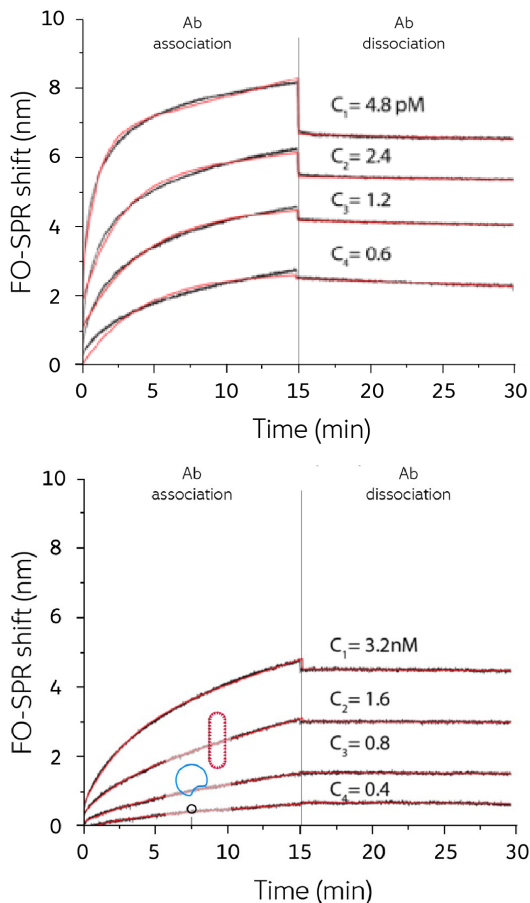 Ab Ab
association dissociation
10
8
6
4
2
0
FO-SPR shift (nm)
C₁= 4.8 pM
C₂= 2.4
C₃= 1.2
C₄= 0.6
0 5 10 15 20 25 30
Time (min)
Ab Ab
association dissociation
10
8
6
4
2
0
FO-SPR shift (nm)
C₁= 3.2nM
C₂= 1.6
C₃= 0.8
C₄= 0.4
0 5 10 15 20 25 30
Time (min)